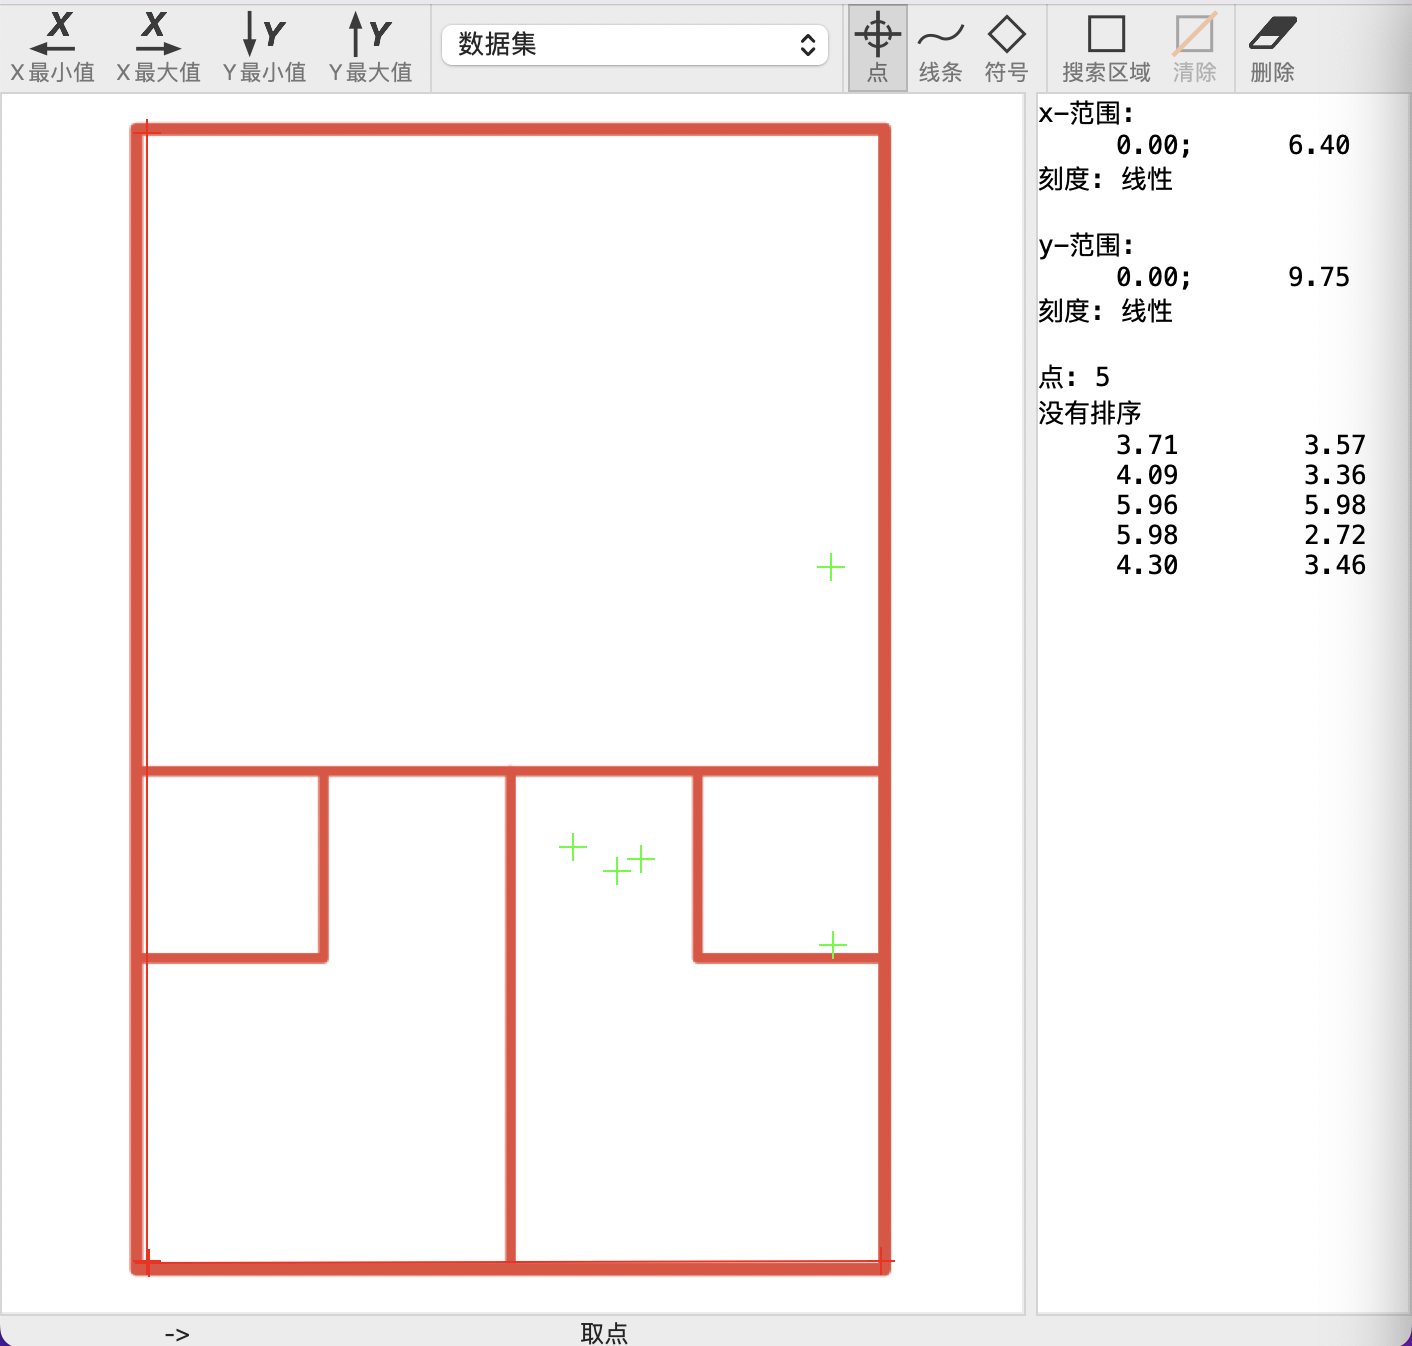 X X Y Y
X 最小值 X 最大值 Y 最小值 Y 最大值
数据集
点 线条 符号 搜索区域 清除 删除
x-范围:
0.00; 6.40
刻度: 线性
y-范围:
0.00; 9.75
刻度: 线性
点: 5
没有排序
3.71 3.57
4.09 3.36
5.96 5.98
5.98 2.72
4.30 3.46
-> 取点